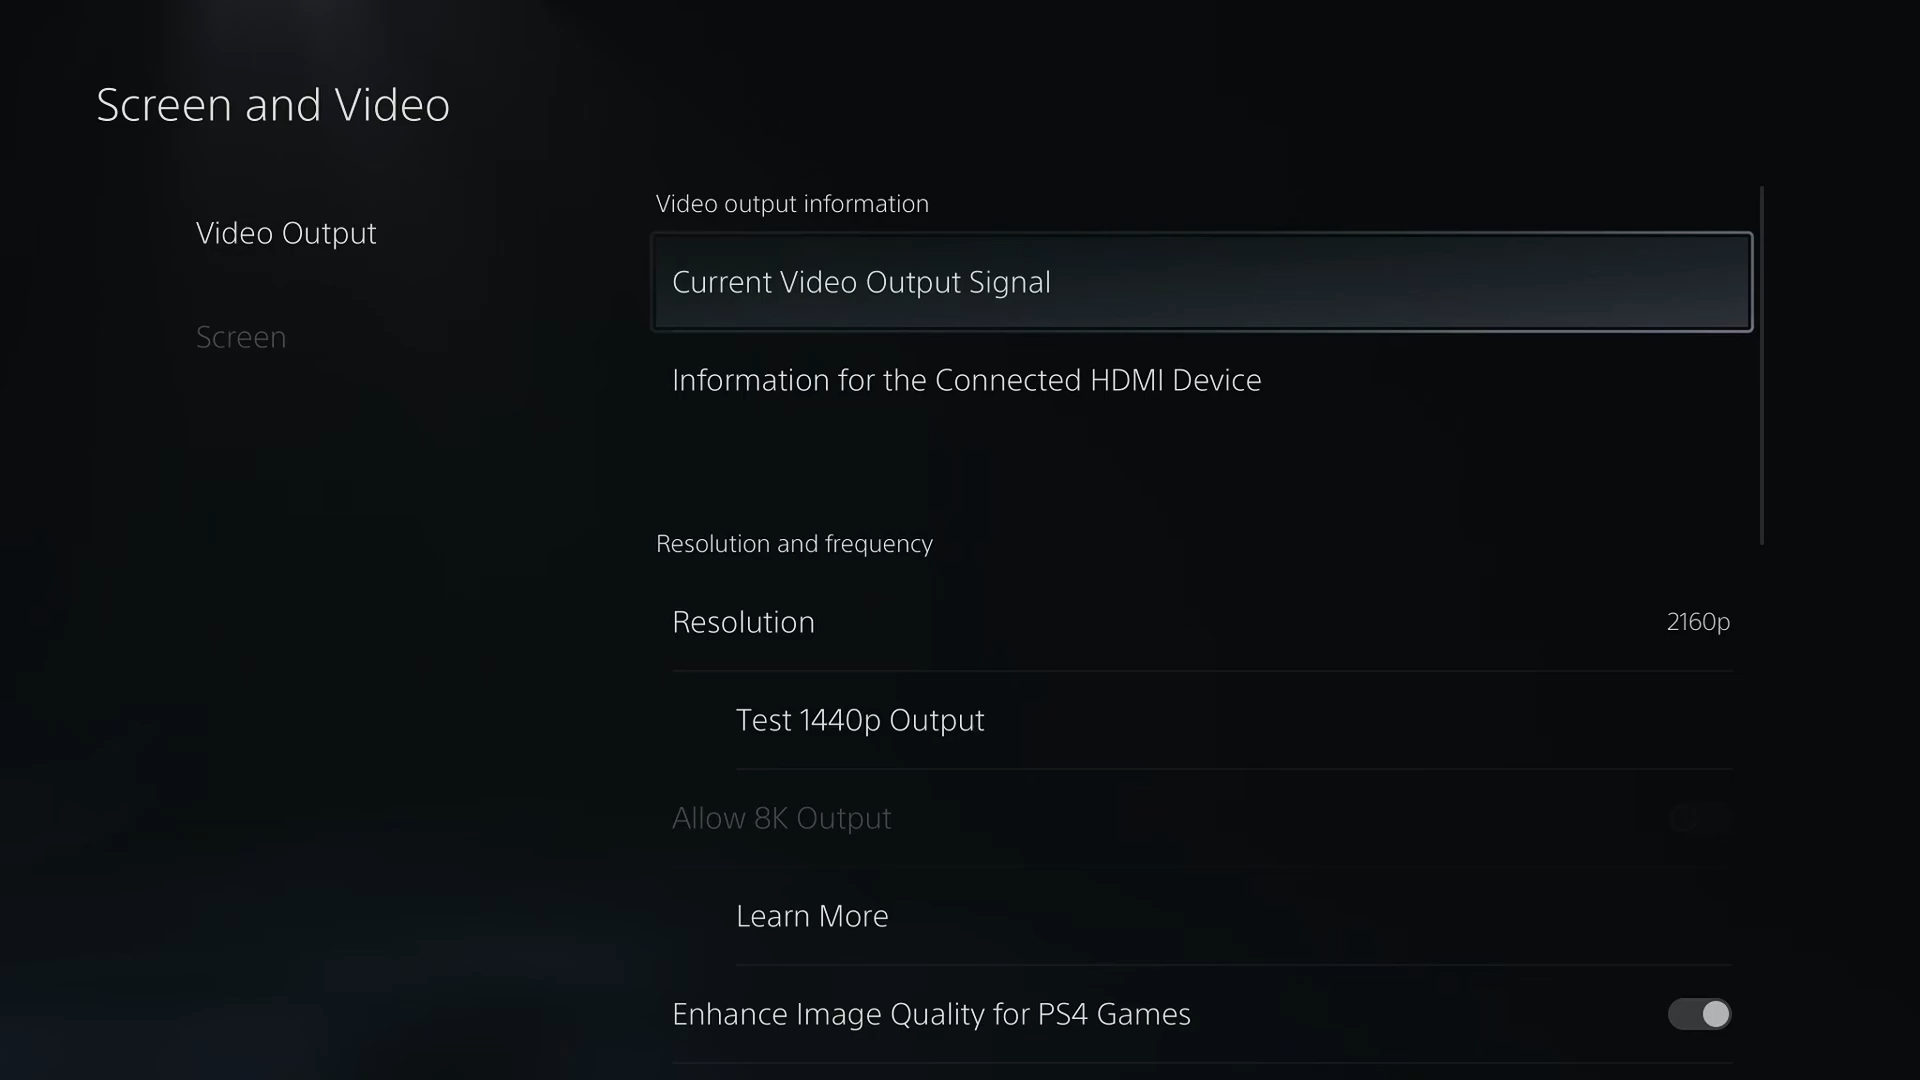 Screen and Video
Video Output
Screen
Video output information
Current Video Output Signal
Information for the Connected HDMI Device
Resolution and frequency
Resolution 2160p
Test 1440p Output
Allow 8K Output
Learn More
Enhance Image Quality for PS4 Games